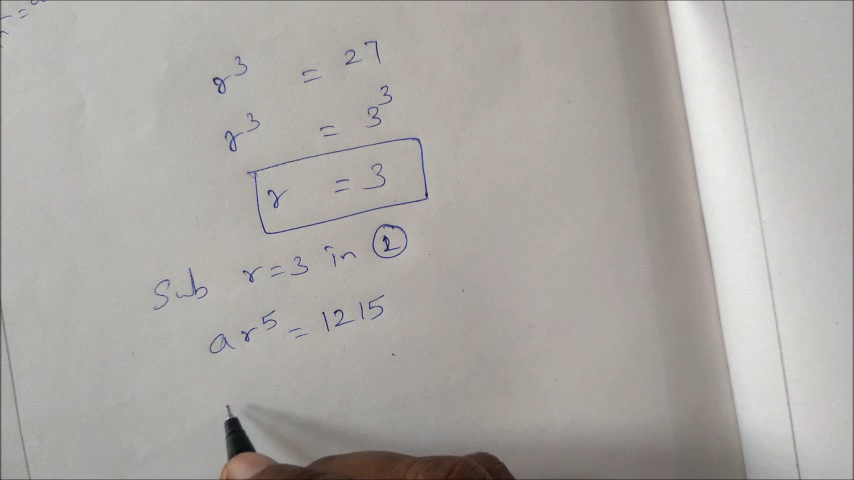 r³ = 27
r³ = 3³
r = 3
Sub r=3 in ②
ar⁵ = 1215